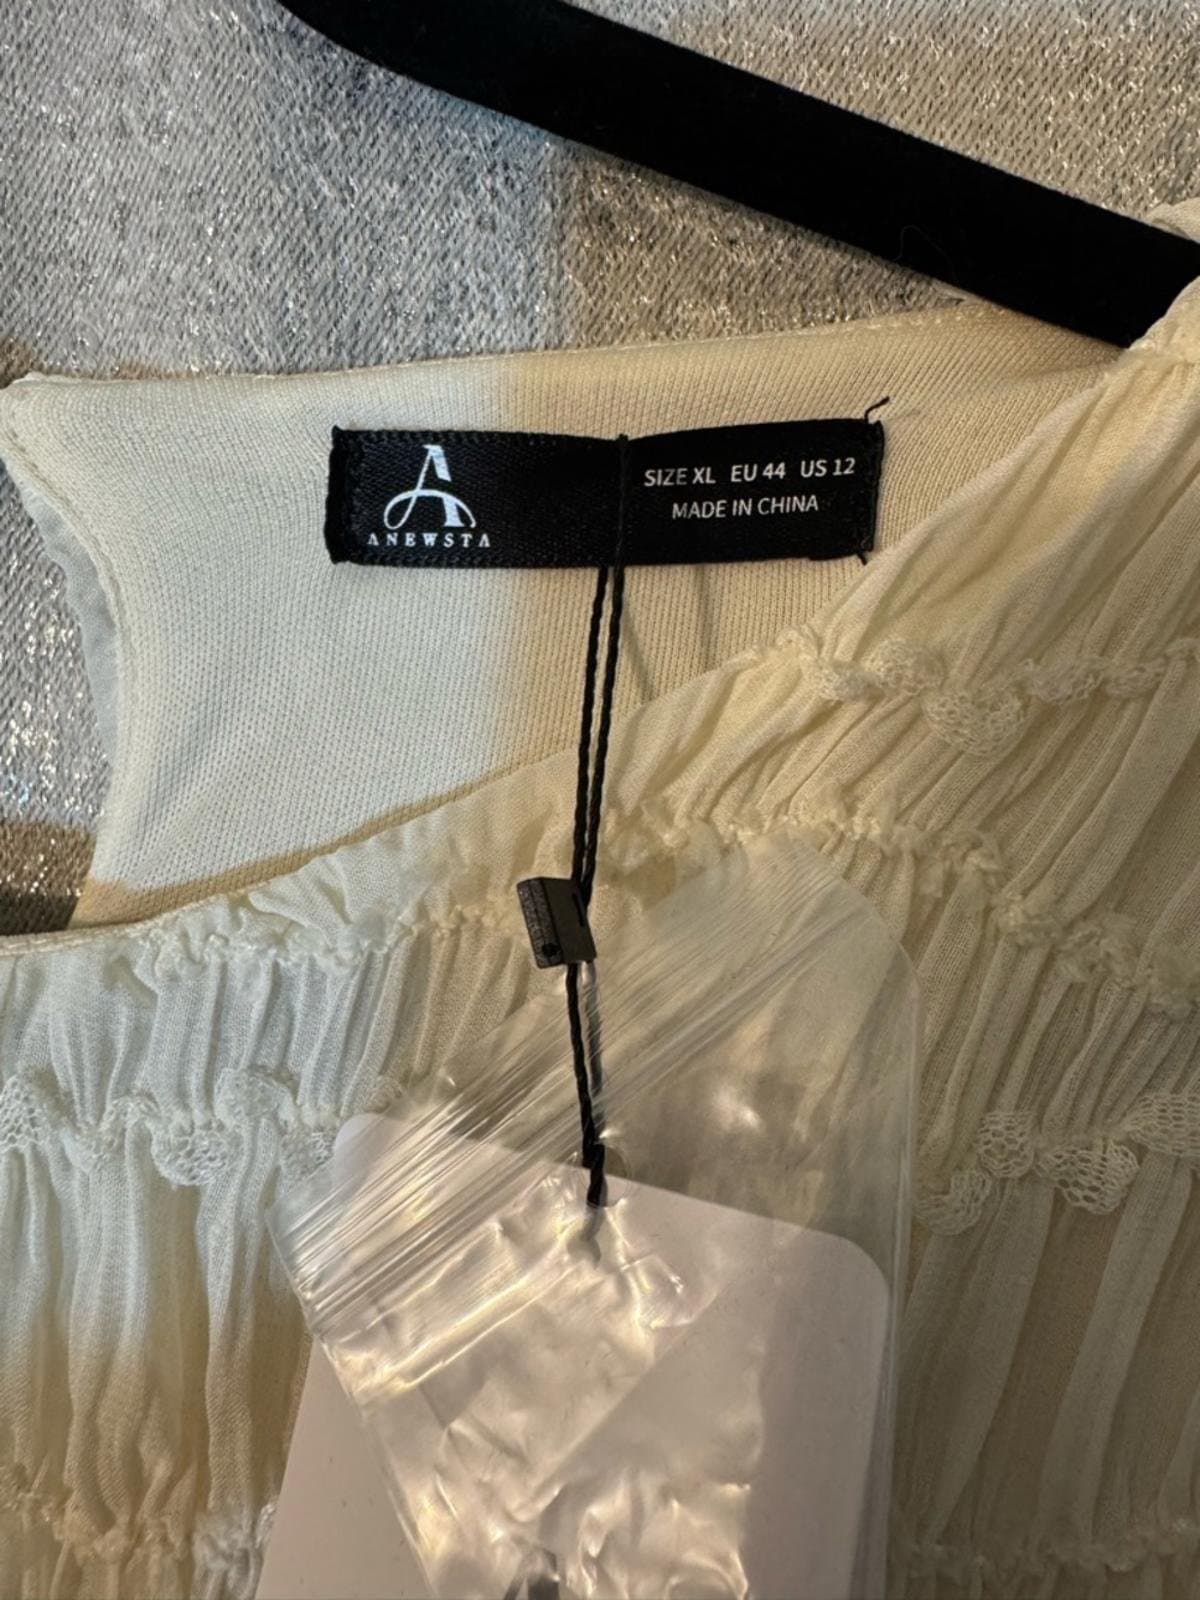 A
ANEWSTA
SIZE XL EU 44 US 12
MADE IN CHINA